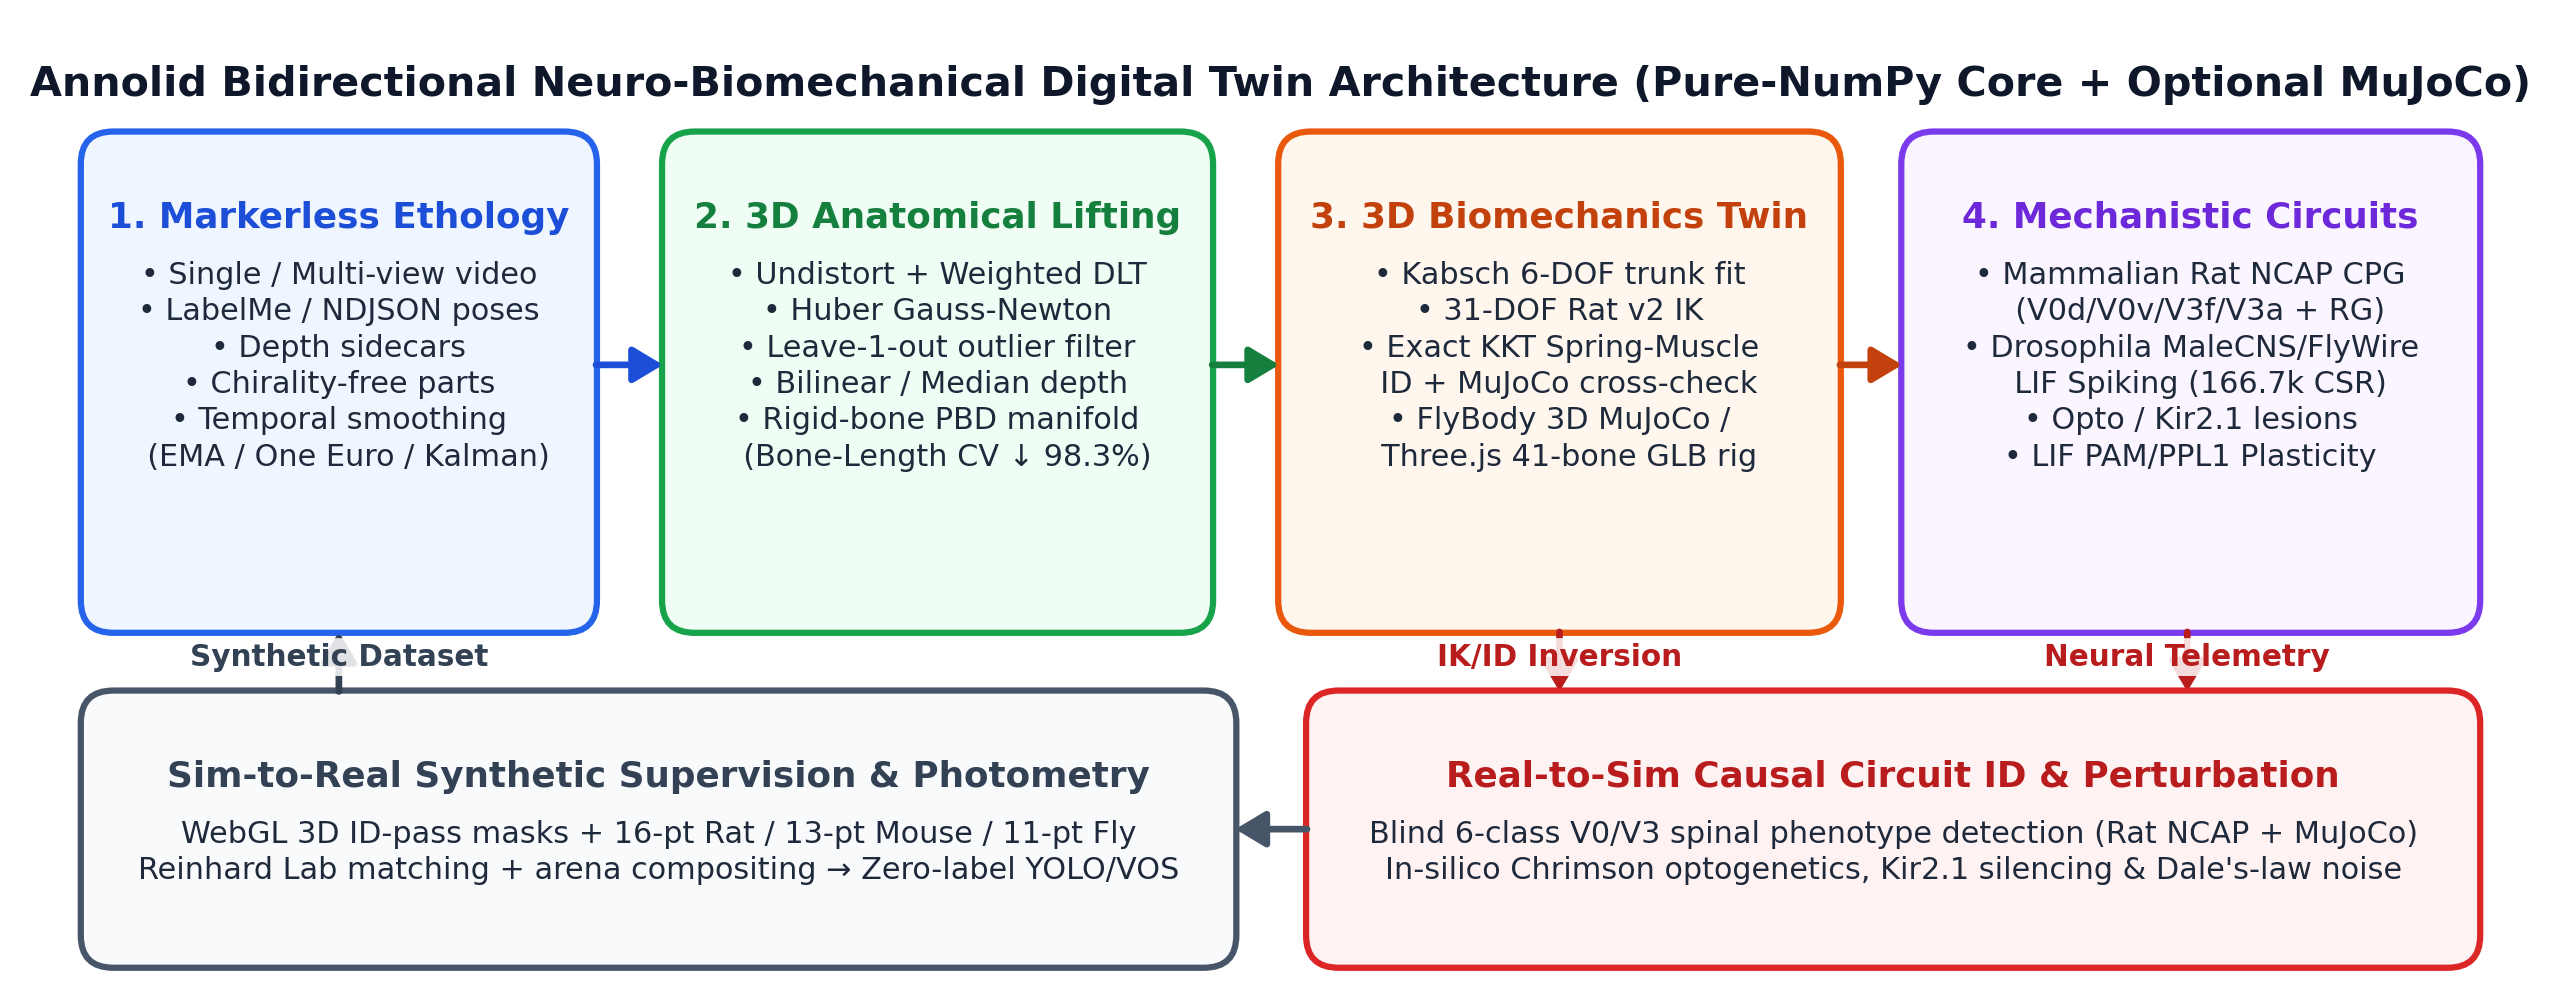 Annolid Bidirectional Neuro-Biomechanical Digital Twin Architecture (Pure-NumPy Core + Optional MuJoCo)
1. Markerless Ethology
• Single / Multi-view video
• LabelMe / NDJSON poses
• Depth sidecars
• Chirality-free parts
• Temporal smoothing
(EMA / One Euro / Kalman)
2. 3D Anatomical Lifting
• Undistort + Weighted DLT
• Huber Gauss-Newton
• Leave-1-out outlier filter
• Bilinear / Median depth
• Rigid-bone PBD manifold
(Bone-Length CV ↓ 98.3%)
3. 3D Biomechanics Twin
• Kabsch 6-DOF trunk fit
• 31-DOF Rat v2 IK
• Exact KKT Spring-Muscle
ID + MuJoCo cross-check
• FlyBody 3D MuJoCo /
Three.js 41-bone GLB rig
4. Mechanistic Circuits
• Mammalian Rat NCAP CPG
(V0d/V0v/V3f/V3a + RG)
• Drosophila MaleCNS/FlyWire
LIF Spiking (166.7k CSR)
• Opto / Kir2.1 lesions
• LIF PAM/PPL1 Plasticity
Synthetic Dataset
IK/ID Inversion
Neural Telemetry
Sim-to-Real Synthetic Supervision & Photometry
WebGL 3D ID-pass masks + 16-pt Rat / 13-pt Mouse / 11-pt Fly
Reinhard Lab matching + arena compositing → Zero-label YOLO/VOS
Real-to-Sim Causal Circuit ID & Perturbation
Blind 6-class V0/V3 spinal phenotype detection (Rat NCAP + MuJoCo)
In-silico Chrimson optogenetics, Kir2.1 silencing & Dale's-law noise